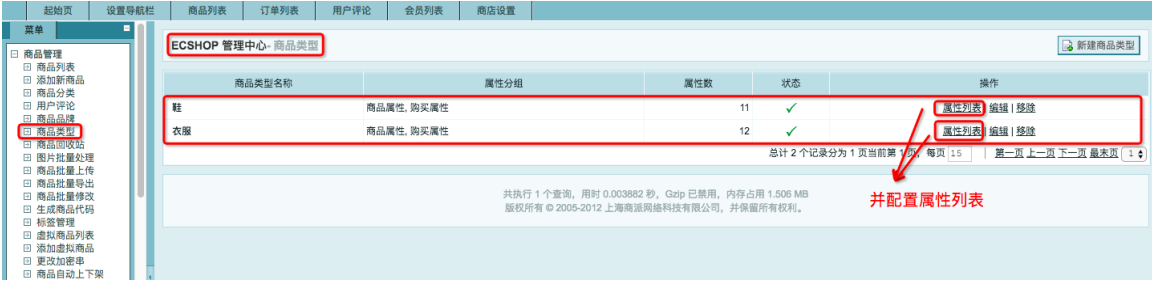 起始页 设置导航栏 商品列表 订单列表 用户评论 会员列表 商店设置
菜单
商品管理
商品列表
添加新商品
商品分类
用户评论
商品品牌
商品类型
商品回收站
图片批量处理
商品批量上传
商品批量导出
商品批量修改
生成商品代码
标签管理
虚拟商品列表
添加虚拟商品
更改加密串
商品自动上下架
ECSHOP 管理中心- 商品类型
新建商品类型
商品类型名称 属性分组 属性数 状态 操作
鞋 商品属性, 购买属性 11 属性列表 | 编辑 | 移除
衣服 商品属性, 购买属性 12 属性列表 | 编辑 | 移除
总计 2 个记录分为 1 页当前第 1 页，每页 15 | 第一页 上一页 下一页 最末页 1
并配置属性列表
共执行 1 个查询，用时 0.003882 秒，Gzip 已禁用，内存占用 1.506 MB
版权所有 © 2005-2012 上海商派网络科技有限公司，并保留所有权利。